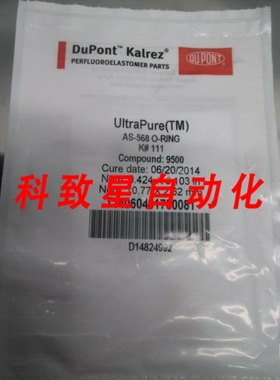 DuPont™ Kalrez®
PERFLUOROELASTOMER PARTS
DUPONT
UltraPure(TM)
AS-568 O-RING
K# 111
Compound: 9500
Cure date: 06/20/2014
科致星自动化
D14824992